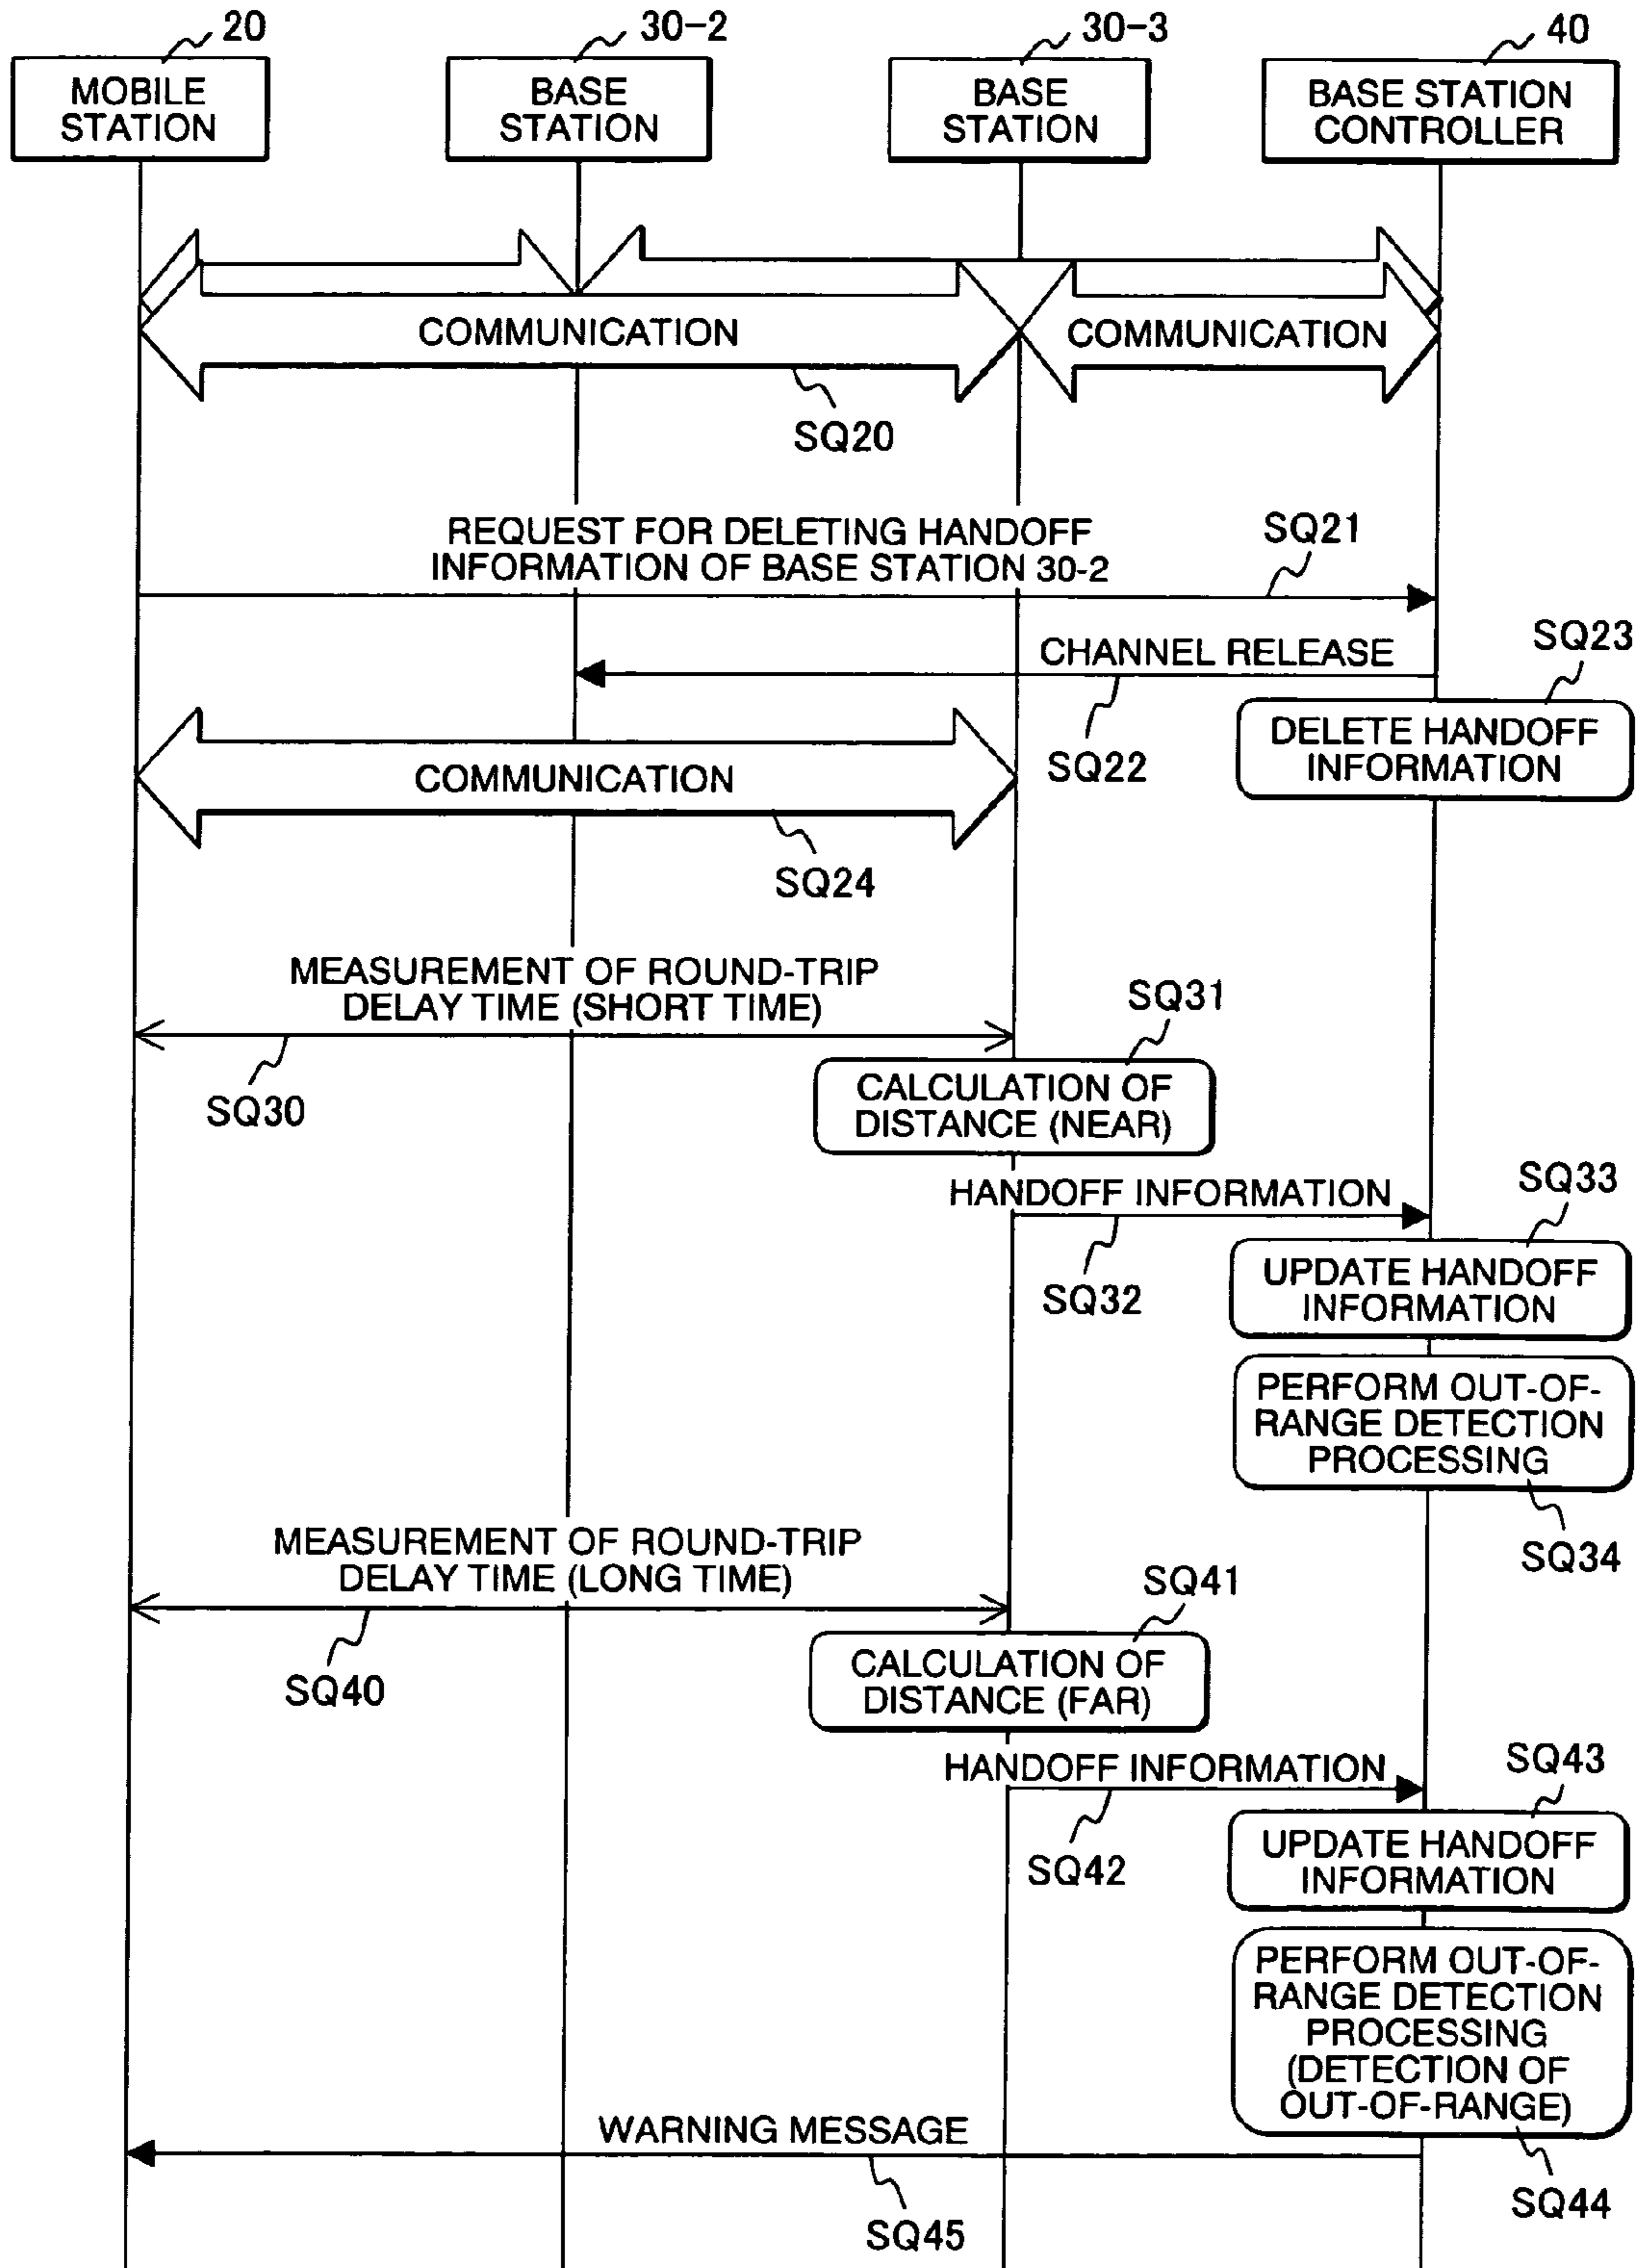 20
30-2
30-3
40
MOBILE
STATION
BASE
STATION
BASE
STATION
BASE STATION
CONTROLLER
COMMUNICATION
COMMUNICATION
SQ20
REQUEST FOR DELETING HANDOFF
INFORMATION OF BASE STATION 30-2
SQ21
CHANNEL RELEASE
SQ22
SQ23
DELETE HANDOFF
INFORMATION
COMMUNICATION
SQ24
MEASUREMENT OF ROUND-TRIP
DELAY TIME (SHORT TIME)
SQ30
SQ31
CALCULATION OF
DISTANCE (NEAR)
HANDOFF INFORMATION
SQ32
SQ33
UPDATE HANDOFF
INFORMATION
PERFORM OUT-OF-
RANGE DETECTION
PROCESSING
SQ34
MEASUREMENT OF ROUND-TRIP
DELAY TIME (LONG TIME)
SQ40
SQ41
CALCULATION OF
DISTANCE (FAR)
HANDOFF INFORMATION
SQ42
SQ43
UPDATE HANDOFF
INFORMATION
PERFORM OUT-OF-
RANGE DETECTION
PROCESSING
(DETECTION OF
OUT-OF-RANGE)
SQ44
WARNING MESSAGE
SQ45